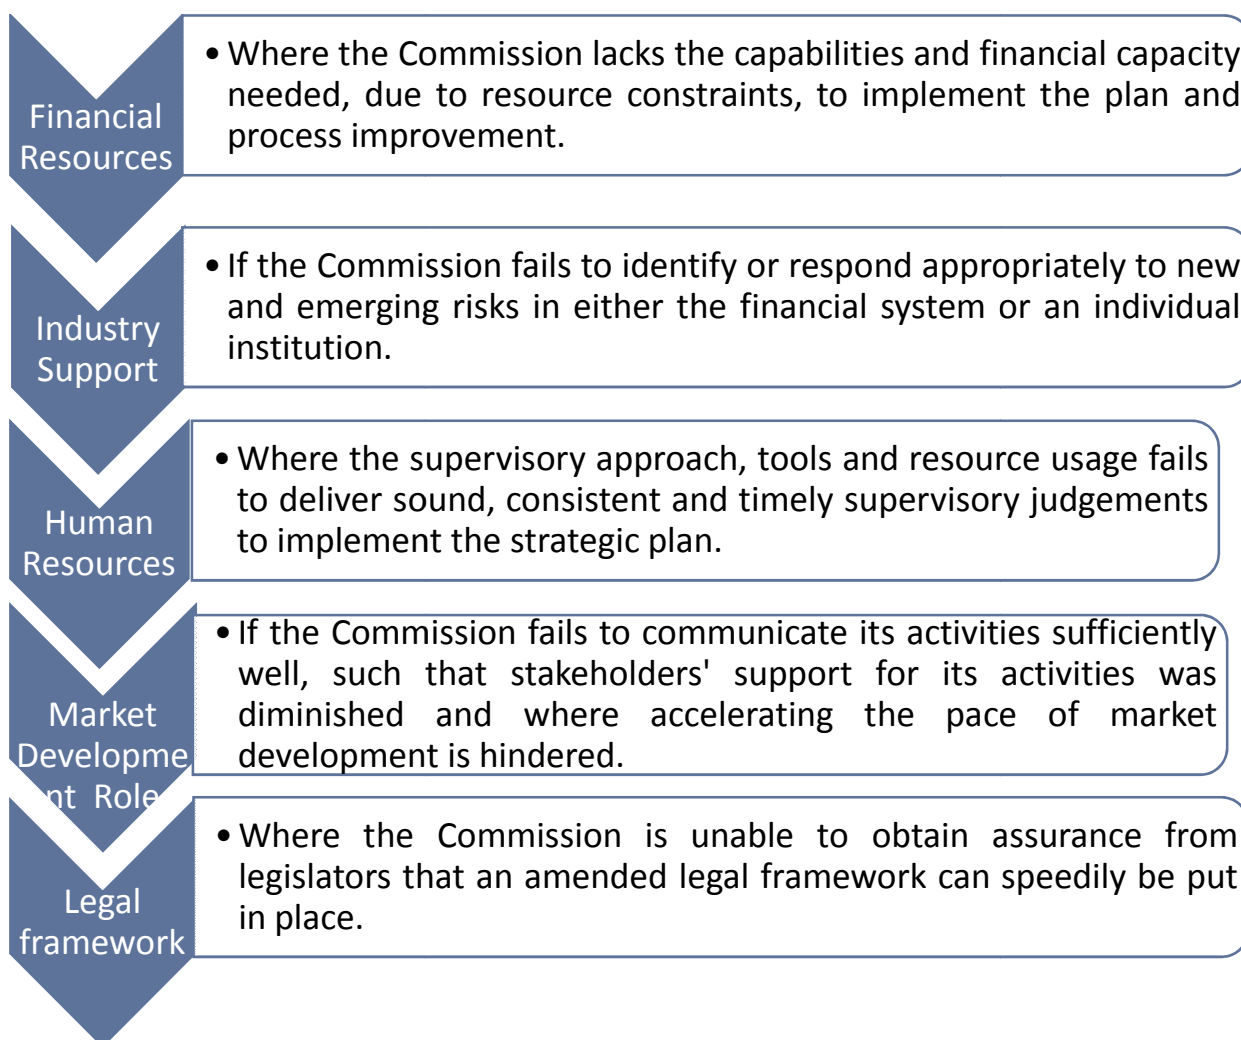 Financial
Resources
• Where the Commission lacks the capabilities and financial capacity
needed, due to resource constraints, to implement the plan and
process improvement.
Industry
Support
• If the Commission fails to identify or respond appropriately to new
and emerging risks in either the financial system or an individual
institution.
Human
Resources
• Where the supervisory approach, tools and resource usage fails
to deliver sound, consistent and timely supervisory judgements
to implement the strategic plan.
Market
Developme
nt Role
• If the Commission fails to communicate its activities sufficiently
well, such that stakeholders' support for its activities was
diminished and where accelerating the pace of market
development is hindered.
Legal
framework
• Where the Commission is unable to obtain assurance from
legislators that an amended legal framework can speedily be put
in place.